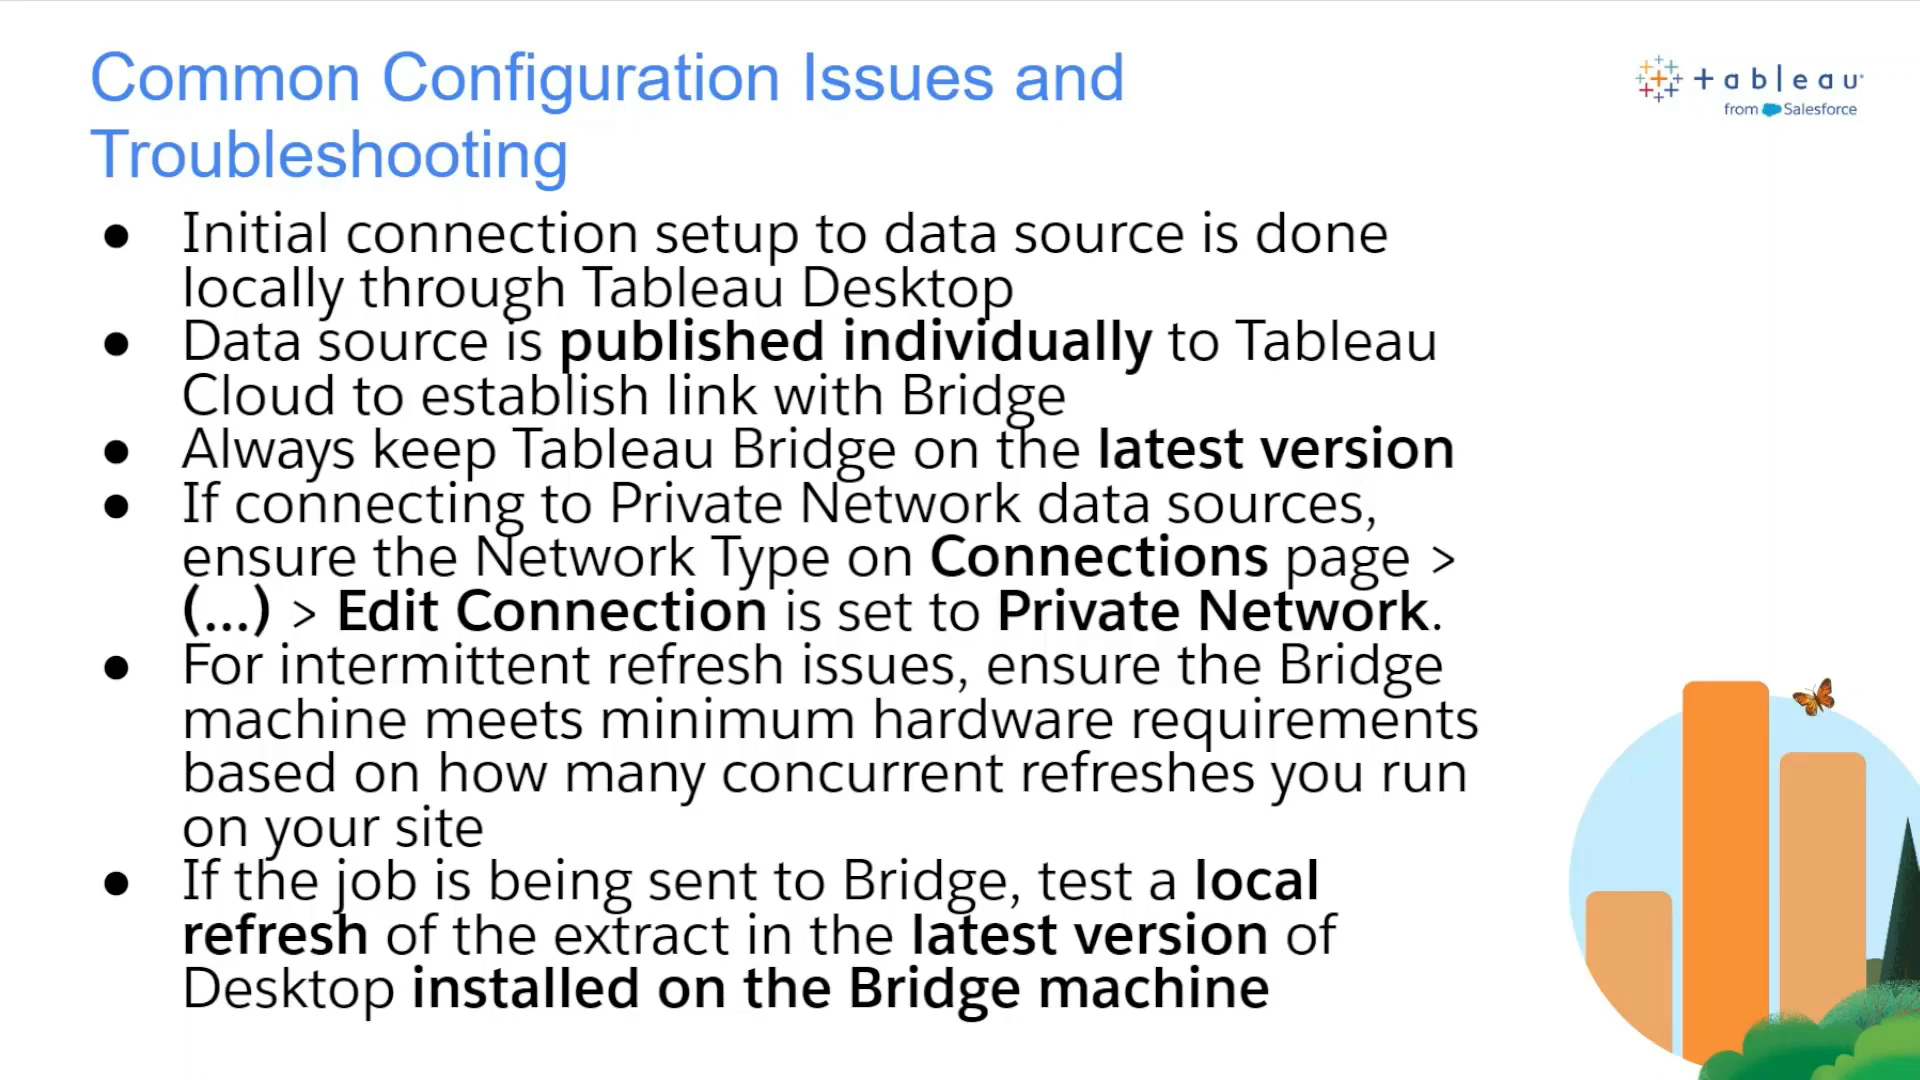 Common Configuration Issues and
Troubleshooting
tableau
from Salesforce
● Initial connection setup to data source is done
locally through Tableau Desktop
● Data source is published individually to Tableau
Cloud to establish link with Bridge
● Always keep Tableau Bridge on the latest version
● If connecting to Private Network data sources,
ensure the Network Type on Connections page >
(...) > Edit Connection is set to Private Network.
● For intermittent refresh issues, ensure the Bridge
machine meets minimum hardware requirements
based on how many concurrent refreshes you run
on your site
● If the job is being sent to Bridge, test a local
refresh of the extract in the latest version of
Desktop installed on the Bridge machine